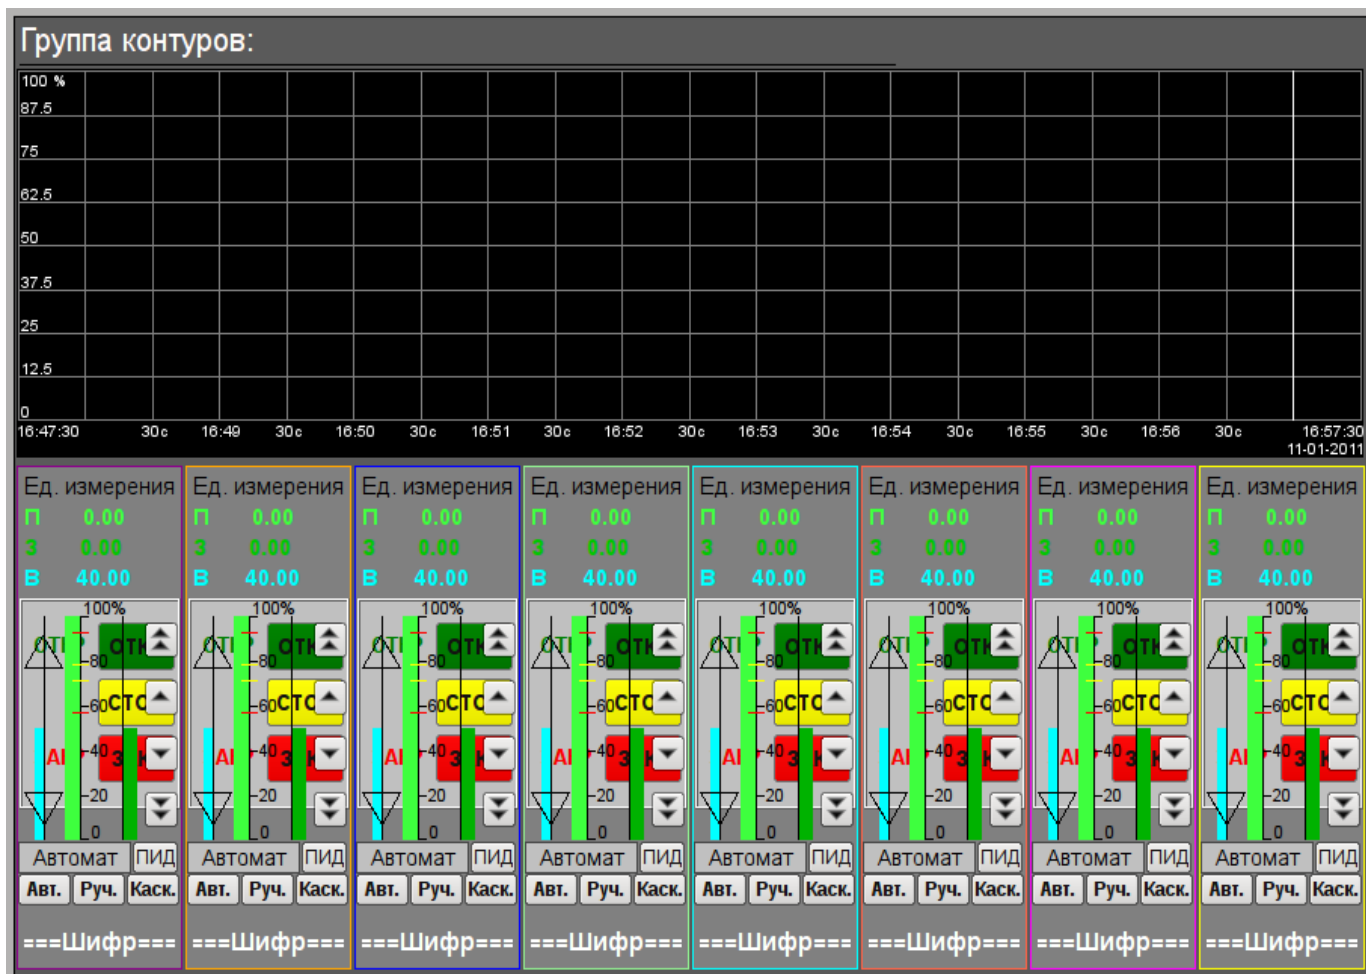 Группа контуров:
100 %
87.5
75
62.5
50
37.5
25
12.5
0
16:47:30 30с 16:49 30с 16:50 30с 16:51 30с 16:52 30с 16:53 30с 16:54 30с 16:55 30с 16:56 30с 16:57:30
11-01-2011
Ед. измерения Ед. измерения Ед. измерения Ед. измерения Ед. измерения Ед. измерения Ед. измерения Ед. измерения
П 0.00 П 0.00 П 0.00 П 0.00 П 0.00 П 0.00 П 0.00 П 0.00
З 0.00 З 0.00 З 0.00 З 0.00 З 0.00 З 0.00 З 0.00 З 0.00
В 40.00 В 40.00 В 40.00 В 40.00 В 40.00 В 40.00 В 40.00 В 40.00
100% 100% 100% 100% 100% 100% 100% 100%
80 80 80 80 80 80 80 80
60 60 60 60 60 60 60 60
40 40 40 40 40 40 40 40
20 20 20 20 20 20 20 20
0 0 0 0 0 0 0 0
Автомат ПИД Автомат ПИД Автомат ПИД Автомат ПИД Автомат ПИД Автомат ПИД Автомат ПИД Автомат ПИД
Авт. Руч. Каск. Авт. Руч. Каск. Авт. Руч. Каск. Авт. Руч. Каск. Авт. Руч. Каск. Авт. Руч. Каск. Авт. Руч. Каск. Авт. Руч. Каск.
===Шифр=== ===Шифр=== ===Шифр=== ===Шифр=== ===Шифр=== ===Шифр=== ===Шифр=== ===Шифр===